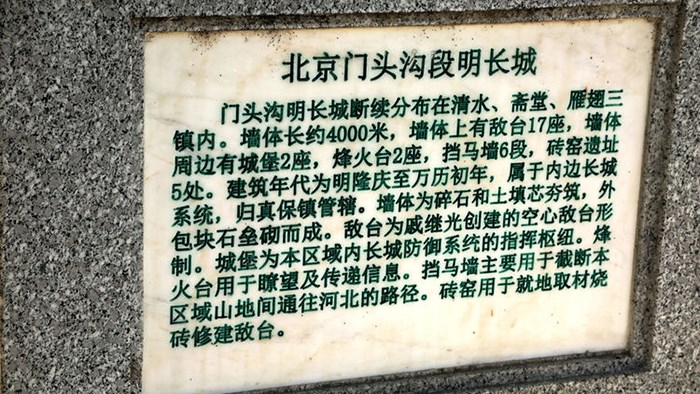 北京门头沟段明长城
门头沟明长城断续分布在清水、斋堂、雁翅三
镇内。墙体长约4000米，墙体上有敌台17座，墙体
周边有城堡2座，烽火台2座，挡马墙6段，砖窑遗址
5处。建筑年代为明隆庆至万历初年，属于内边长城
系统，归真保镇管辖。墙体为碎石和土填芯夯筑，外
包块石垒砌而成。敌台为戚继光创建的空心敌台形
制。城堡为本区域内长城防御系统的指挥枢纽。烽
火台用于瞭望及传递信息。挡马墙主要用于截断本
区域山地间通往河北的路径。砖窑用于就地取材烧
砖修建敌台。